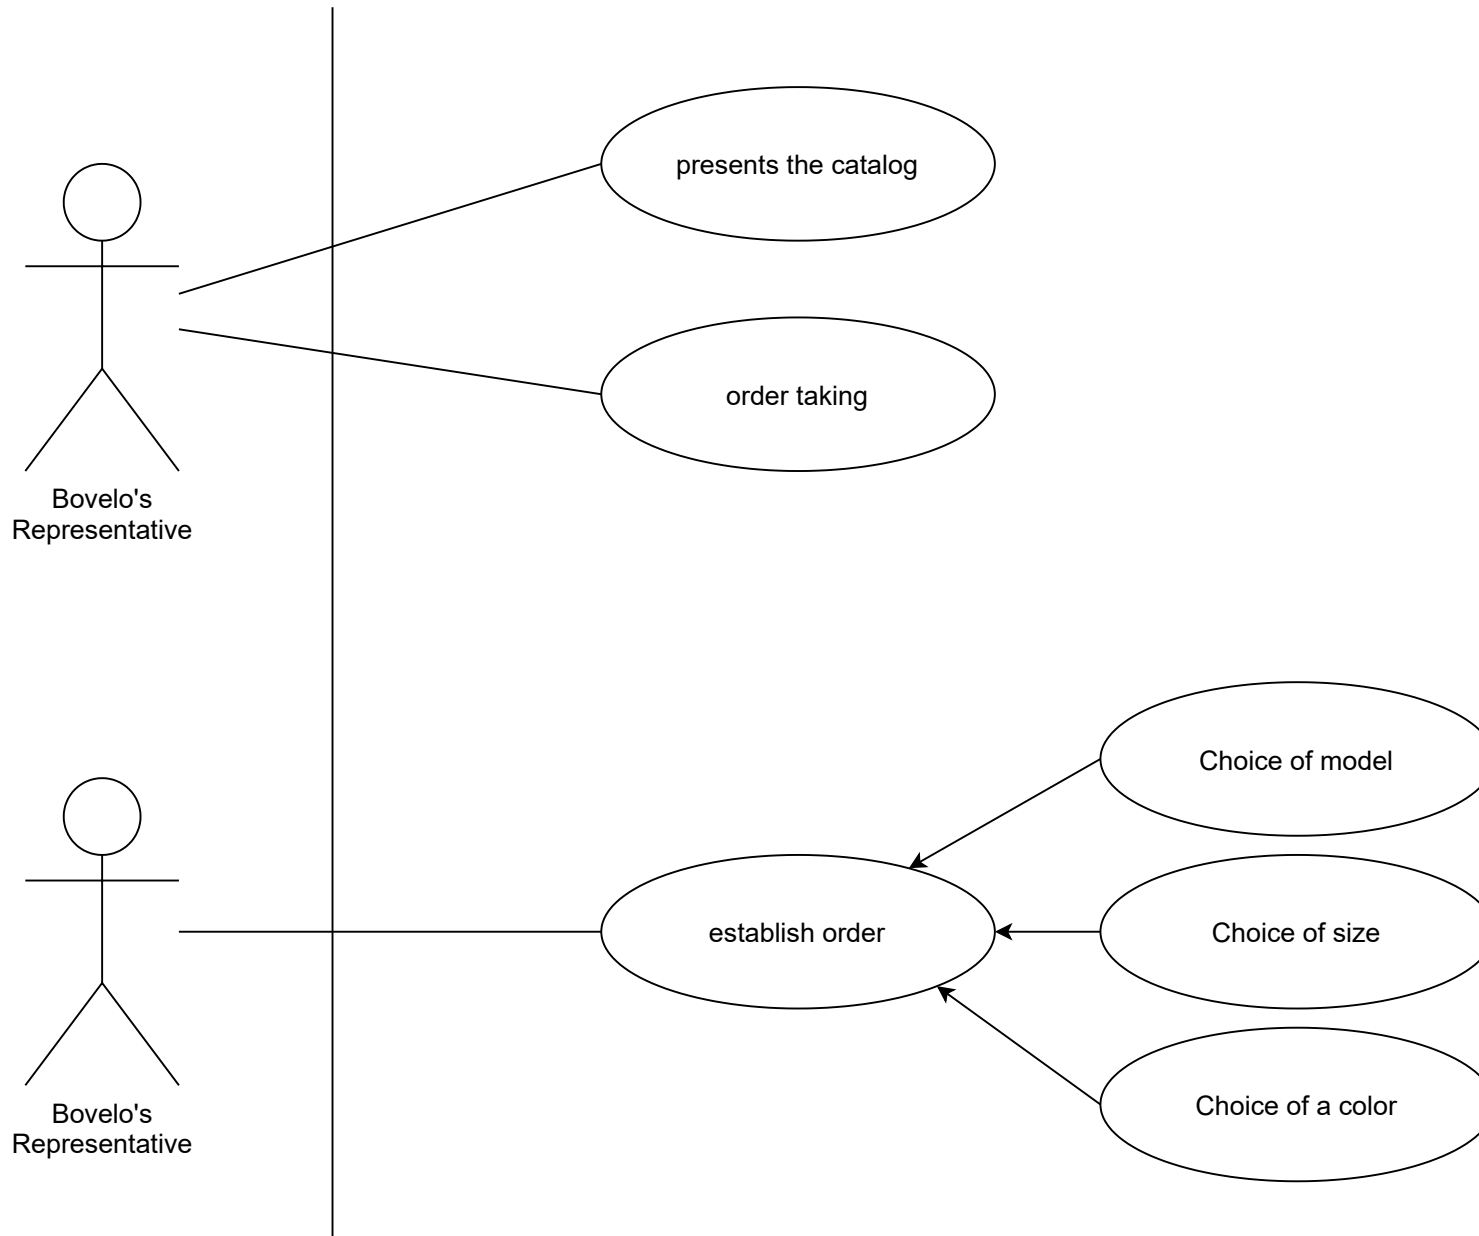 presents the catalog
order taking
Bovelo's
Representative
Choice of model
establish order
Choice of size
Choice of a color
Bovelo's
Representative